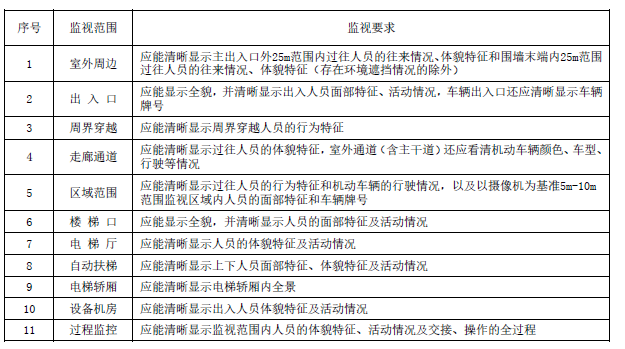 序号 监视范围 监视要求
1 室外周边 应能清晰显示主出入口外25m范围内过往人员的往来情况、体貌特征和围墙末端内25m范围
过往人员的往来情况、体貌特征（存在环境遮挡情况的除外）
2 出入口 应能显示全貌，并清晰显示出入人员面部特征、活动情况，车辆出入口还应清晰显示车辆
牌号
3 周界穿越 应能清晰显示周界穿越人员的行为特征
4 走廊通道 应能清晰显示过往人员的体貌特征，室外通道（含主干道）还应看清机动车辆颜色、车型、
行驶等情况
5 区域范围 应能清晰显示过往人员的行为特征和机动车辆的行驶情况，以及以摄像机为基准5m-10m
范围监视区域内人员的面部特征和车辆牌号
6 楼梯口 应能显示全貌，并清晰显示人员的面部特征及活动情况
7 电梯厅 应能清晰显示人员的体貌特征及活动情况
8 自动扶梯 应能清晰显示上下人员面部特征、体貌特征及活动情况
9 电梯轿厢 应能清晰显示电梯轿厢内全景
10 设备机房 应能清晰显示出入人员体貌特征及活动情况
11 过程监控 应能清晰显示监视范围内人员的体貌特征、活动情况及交接、操作的全过程